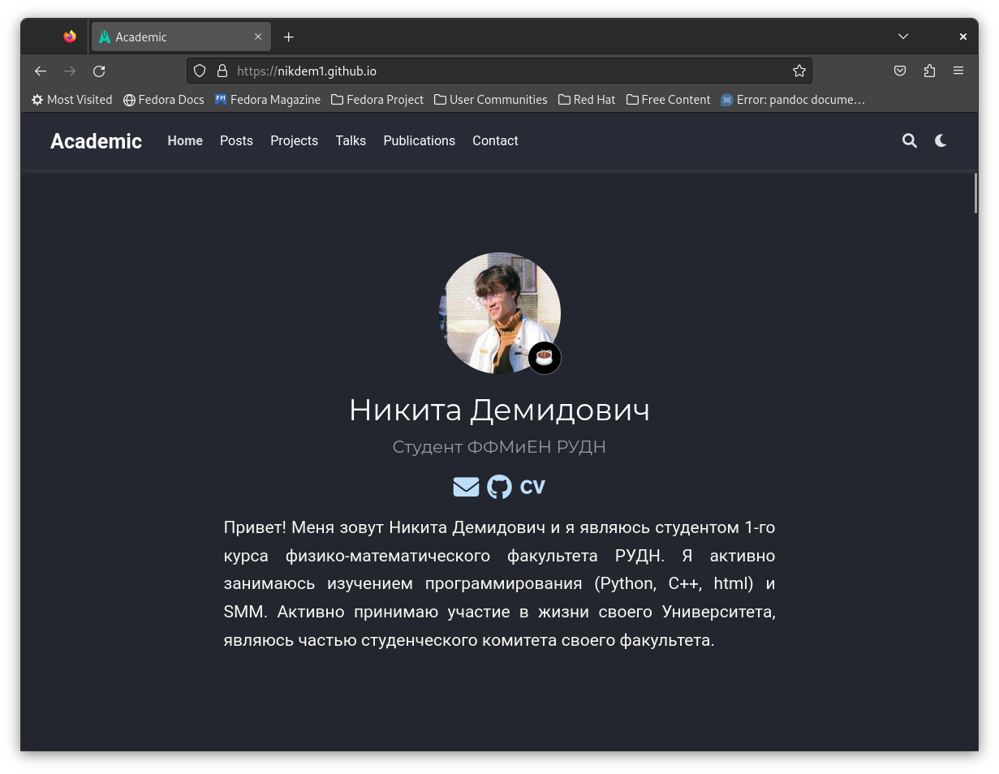 Academic
https://nikdem1.github.io
Most Visited Fedora Docs FM Fedora Magazine Fedora Project User Communities Red Hat Free Content Error: pandoc docume…
Academic Home Posts Projects Talks Publications Contact
Никита Демидович
Студент ФФМиЕН РУДН
CV
Привет! Меня зовут Никита Демидович и я являюсь студентом 1-го
курса физико-математического факультета РУДН. Я активно
занимаюсь изучением программирования (Python, C++, html) и
SMM. Активно принимаю участие в жизни своего Университета,
являюсь частью студенческого комитета своего факультета.